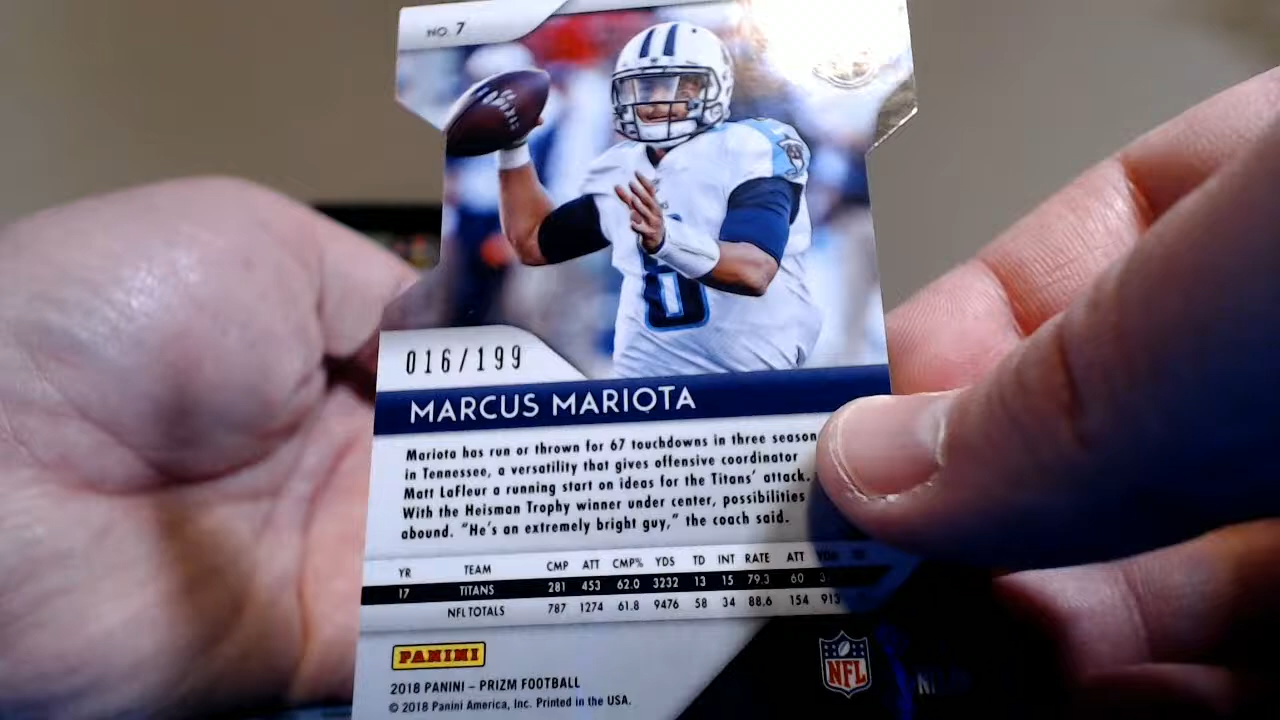 NO. 7
8
016/199
MARCUS MARIOTA
Mariota has run or thrown for 67 touchdowns in three season
in Tennessee, a versatility that gives offensive coordinator
Matt LaFleur a running start on ideas for the Titans' attack.
With the Heisman Trophy winner under center, possibilities
abound. "He's an extremely bright guy," the coach said.
YR TEAM CMP ATT CMP% YDS TD INT RATE ATT
17 TITANS 281 453 62.0 3232 13 15 79.3 60
NFL TOTALS 787 1274 61.8 9476 58 34 88.6 154 913
PANINI
NFL
2018 PANINI – PRIZM FOOTBALL
© 2018 Panini America, Inc. Printed in the USA.